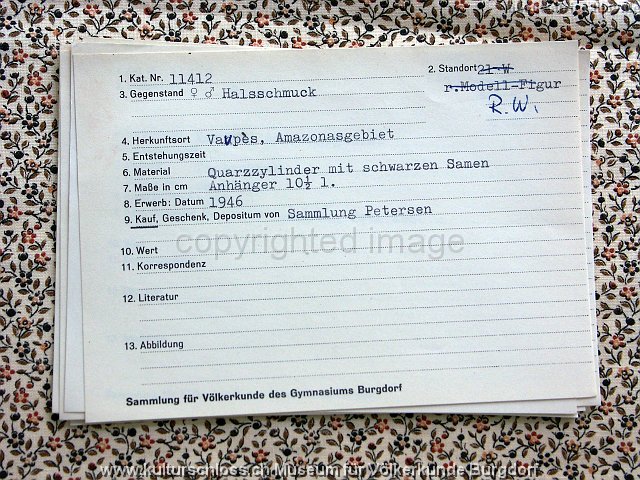 1. Kat. Nr. 11412
2. Standort 21-W
3. Gegenstand ♀ ♂ Halsschmuck
r.Modell-Figur
R.W.
4. Herkunftsort Vaupès, Amazonasgebiet
5. Entstehungszeit
6. Material Quarzzylinder mit schwarzen Samen
7. Maße in cm Anhänger 10½ l.
8. Erwerb: Datum 1946
9. Kauf, Geschenk, Depositum von Sammlung Petersen
copyrighted image
10. Wert
11. Korrespondenz
12. Literatur
13. Abbildung
Sammlung für Völkerkunde des Gymnasiums Burgdorf
www.kulturschloss.ch Museum für Völkerkunde Burgdorf